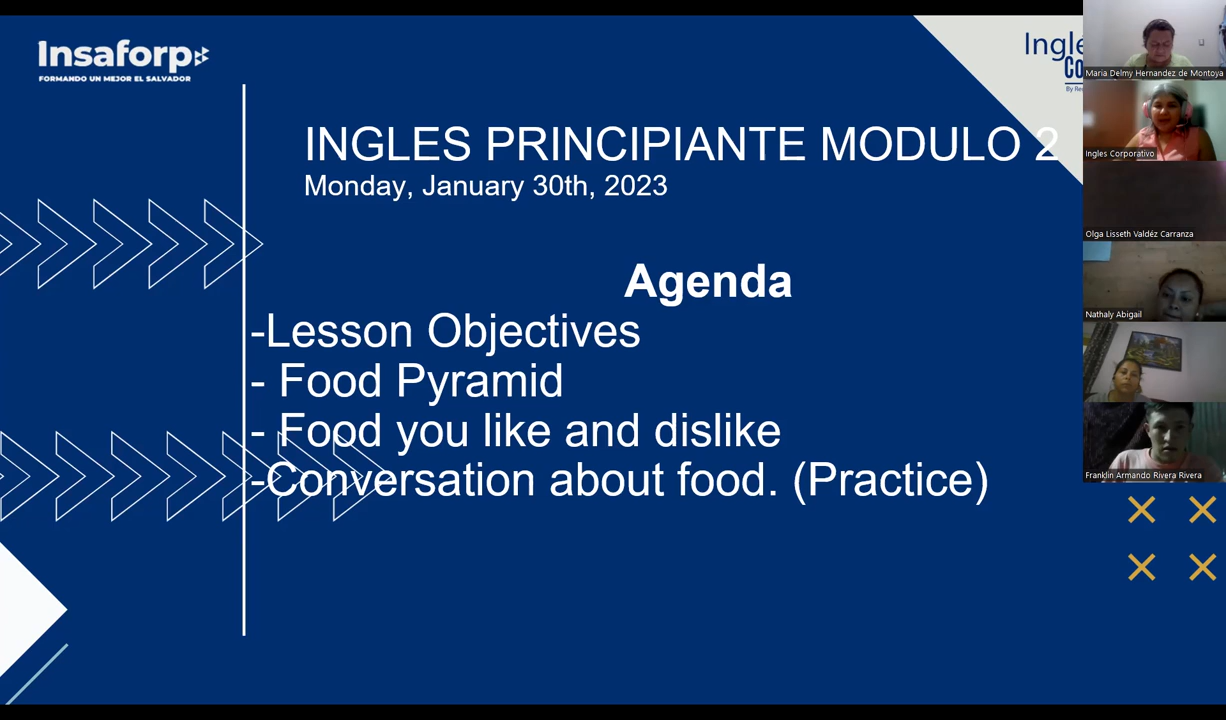 Insaforp
FORMANDO UN MEJOR EL SALVADOR
Ingle
Co
INGLES PRINCIPIANTE MODULO 2
Monday, January 30th, 2023
Agenda
-Lesson Objectives
- Food Pyramid
- Food you like and dislike
-Conversation about food. (Practice)
Maria Delmy Hernandez de Montoya
Ingles Corporativo
Olga Lisseth Valdéz Carranza
Nathaly Abigail
Franklin Armando Rivera Rivera